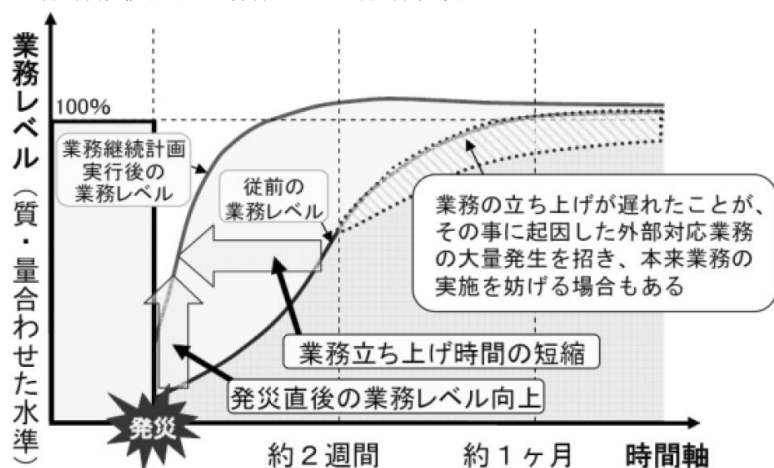 業務レベル（質・量合わせた水準）
100%
業務継続計画
実行後の
業務レベル
従前の
業務レベル
業務の立ち上げが遅れたことが、
その事に起因した外部対応業務
の大量発生を招き、本来業務の
実施を妨げる場合もある
業務立ち上げ時間の短縮
発災直後の業務レベル向上
発災
約２週間
約１ヶ月
時間軸